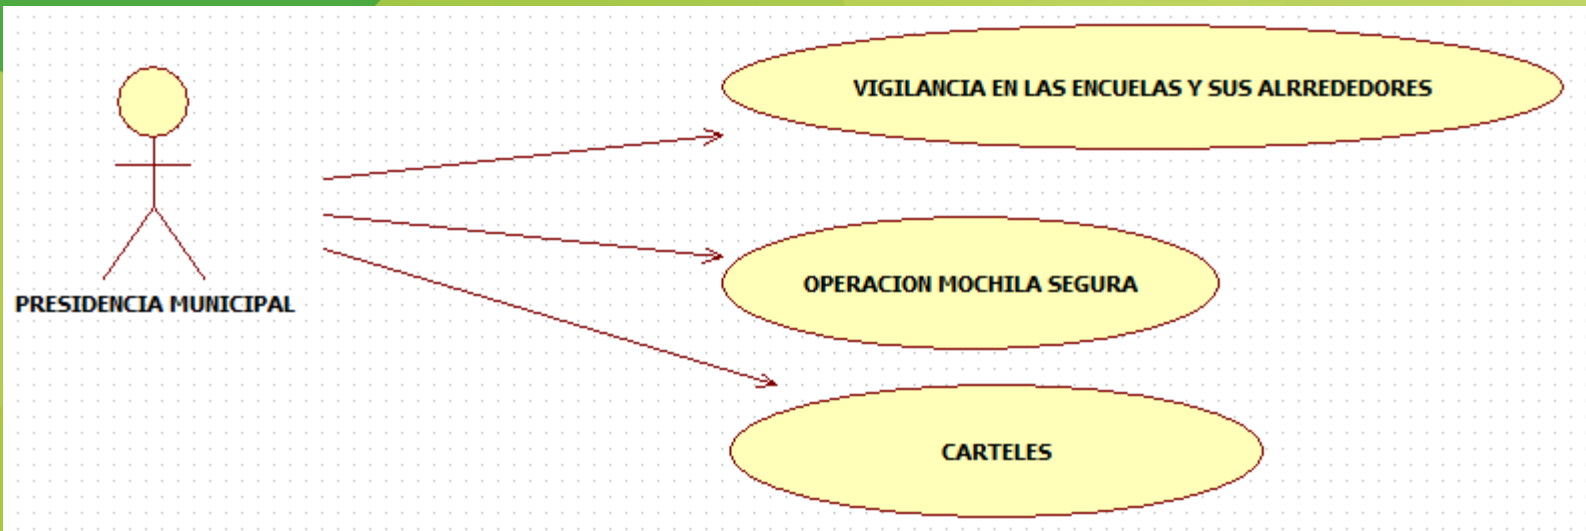 VIGILANCIA EN LAS ENCUELAS Y SUS ALRREDEDORES
OPERACION MOCHILA SEGURA
PRESIDENCIA MUNICIPAL
CARTELES